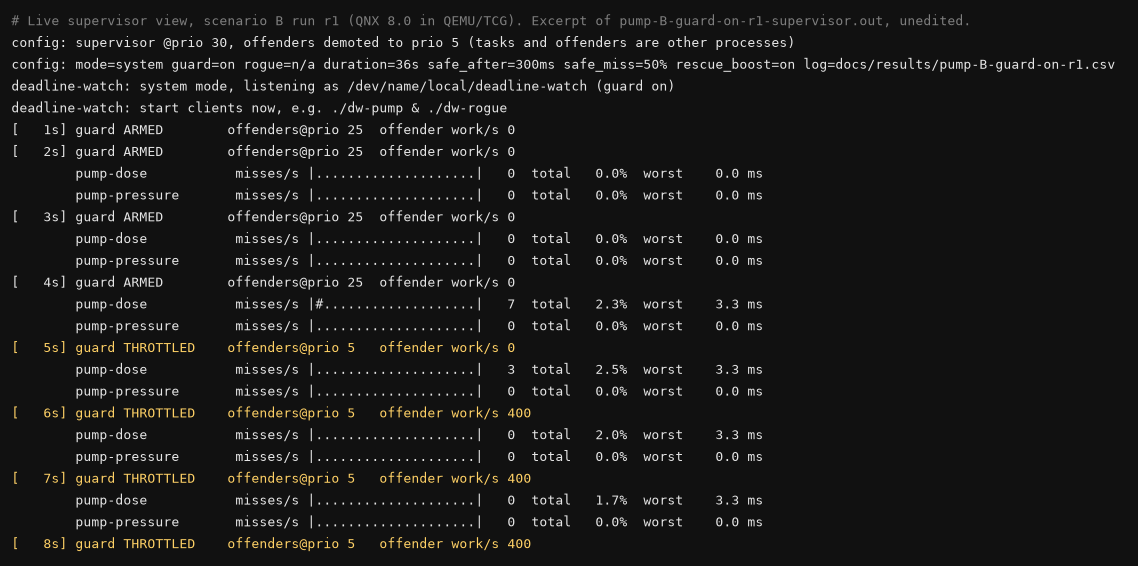 # Live supervisor view, scenario B run r1 (QNX 8.0 in QEMU/TCG). Excerpt of pump-B-guard-on-r1-supervisor.out, unedited.
config: supervisor @prio 30, offenders demoted to prio 5 (tasks and offenders are other processes)
config: mode=system guard=on rogue=n/a duration=36s safe_after=300ms safe_miss=50% rescue_boost=on log=docs/results/pump-B-guard-on-r1.csv
deadline-watch: system mode, listening as /dev/name/local/deadline-watch (guard on)
deadline-watch: start clients now, e.g. ./dw-pump & ./dw-rogue
[   1s] guard ARMED        offenders@prio 25  offender work/s 0
[   2s] guard ARMED        offenders@prio 25  offender work/s 0
        pump-dose           misses/s |....................|   0  total   0.0%  worst    0.0 ms
        pump-pressure       misses/s |....................|   0  total   0.0%  worst    0.0 ms
[   3s] guard ARMED        offenders@prio 25  offender work/s 0
        pump-dose           misses/s |....................|   0  total   0.0%  worst    0.0 ms
        pump-pressure       misses/s |....................|   0  total   0.0%  worst    0.0 ms
[   4s] guard ARMED        offenders@prio 25  offender work/s 0
        pump-dose           misses/s |#...................|   7  total   2.3%  worst    3.3 ms
        pump-pressure       misses/s |....................|   0  total   0.0%  worst    0.0 ms
[   5s] guard THROTTLED    offenders@prio 5   offender work/s 0
        pump-dose           misses/s |....................|   3  total   2.5%  worst    3.3 ms
        pump-pressure       misses/s |....................|   0  total   0.0%  worst    0.0 ms
[   6s] guard THROTTLED    offenders@prio 5   offender work/s 400
        pump-dose           misses/s |....................|   0  total   2.0%  worst    3.3 ms
        pump-pressure       misses/s |....................|   0  total   0.0%  worst    0.0 ms
[   7s] guard THROTTLED    offenders@prio 5   offender work/s 400
        pump-dose           misses/s |....................|   0  total   1.7%  worst    3.3 ms
        pump-pressure       misses/s |....................|   0  total   0.0%  worst    0.0 ms
[   8s] guard THROTTLED    offenders@prio 5   offender work/s 400